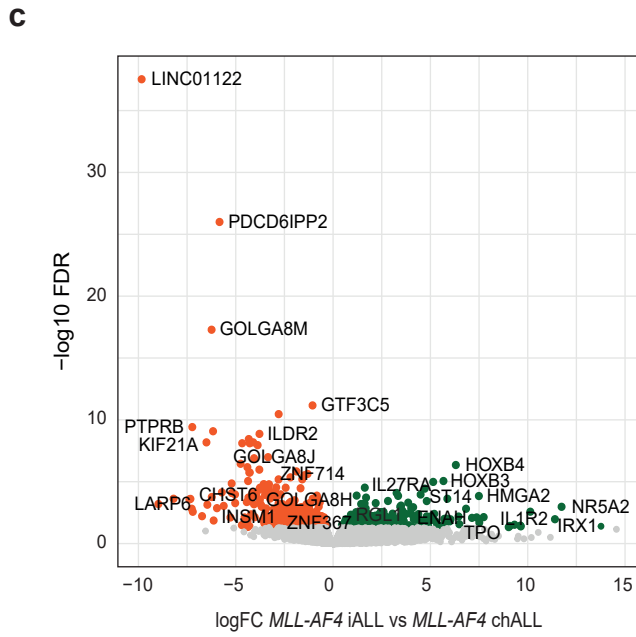 c
LINC01122
30
PDCD6IPP2
20
GOLGA8M
−log10 FDR
GTF3C5
10
PTPRB
ILDR2
KIF21A
GOLGA8J
HOXB4
ZNF714
HOXB3
IL27RA
CHST6
GOLGA8H
ST14
HMGA2
LARP6
NR5A2
INSM1
RGL1
ENAH
IL1R2
ZNF367
IRX1
TPO
0
−10
−5
0
5
10
15
logFC MLL-AF4 iALL vs MLL-AF4 chALL